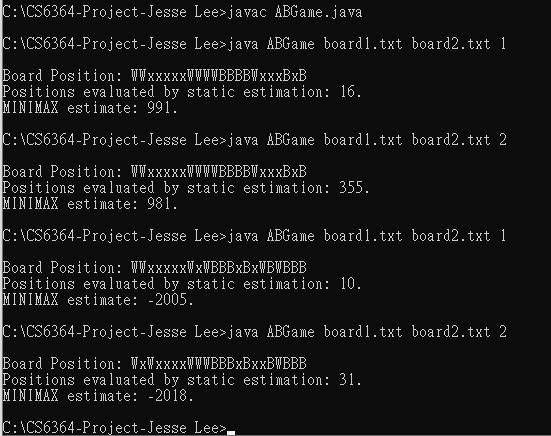 C:\CS6364-Project-Jesse Lee>javac ABGame.java
C:\CS6364-Project-Jesse Lee>java ABGame board1.txt board2.txt 1
Board Position: WWxxxxxWWWWBBBBWxxxBxB
Positions evaluated by static estimation: 16.
MINIMAX estimate: 991.
C:\CS6364-Project-Jesse Lee>java ABGame board1.txt board2.txt 2
Board Position: WWxxxxxWWWWBBBBWxxxBxB
Positions evaluated by static estimation: 355.
MINIMAX estimate: 981.
C:\CS6364-Project-Jesse Lee>java ABGame board1.txt board2.txt 1
Board Position: WWxxxxxWxWBBBxBxWBWBBB
Positions evaluated by static estimation: 10.
MINIMAX estimate: -2005.
C:\CS6364-Project-Jesse Lee>java ABGame board1.txt board2.txt 2
Board Position: WxWxxxxWWWBBBxBxxBWBBB
Positions evaluated by static estimation: 31.
MINIMAX estimate: -2018.
C:\CS6364-Project-Jesse Lee>